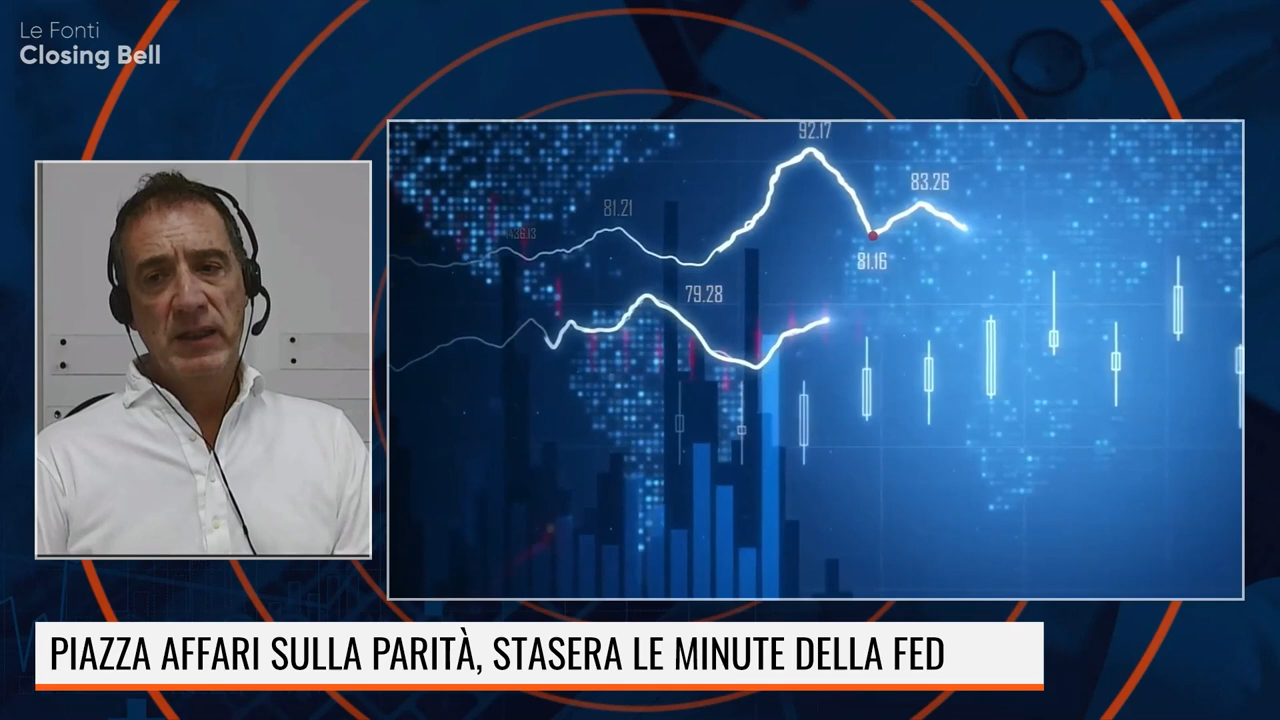 Le Fonti
Closing Bell
92.17
83.26
81.21
81.16
79.28
PIAZZA AFFARI SULLA PARITÀ, STASERA LE MINUTE DELLA FED